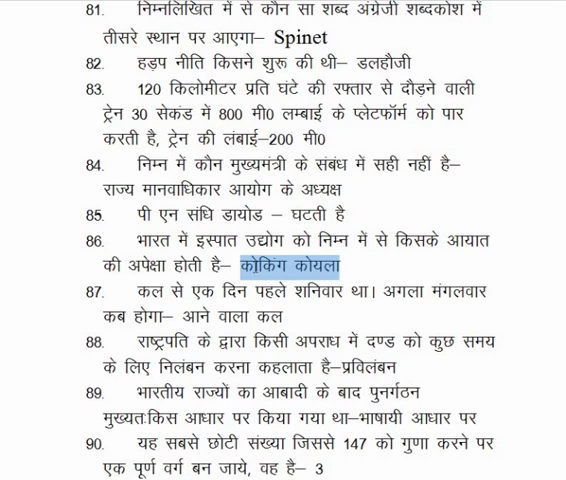 81. निम्नलिखित में से कौन सा शब्द अंग्रेजी शब्दकोश में
तीसरे स्थान पर आएगा– Spinet
82. हड़प नीति किसने शुरू की थी– डलहौजी
83. 120 किलोमीटर प्रति घंटे की रफ्तार से दौड़ने वाली
ट्रेन 30 सेकंड में 800 मी0 लम्बाई के प्लेटफॉर्म को पार
करती है, ट्रेन की लंबाई–200 मी0
84. निम्न में कौन मुख्यमंत्री के संबंध में सही नहीं है–
राज्य मानवाधिकार आयोग के अध्यक्ष
85. पी एन संधि डायोड – घटती है
86. भारत में इस्पात उद्योग को निम्न में से किसके आयात
की अपेक्षा होती है– कोकिंग कोयला
87. कल से एक दिन पहले शनिवार था। अगला मंगलवार
कब होगा– आने वाला कल
88. राष्ट्रपति के द्वारा किसी अपराध में दण्ड को कुछ समय
के लिए निलंबन करना कहलाता है–प्रविलंबन
89. भारतीय राज्यों का आबादी के बाद पुनर्गठन
मुख्यतःकिस आधार पर किया गया था–भाषायी आधार पर
90. यह सबसे छोटी संख्या जिससे 147 को गुणा करने पर
एक पूर्ण वर्ग बन जाये, वह है– 3